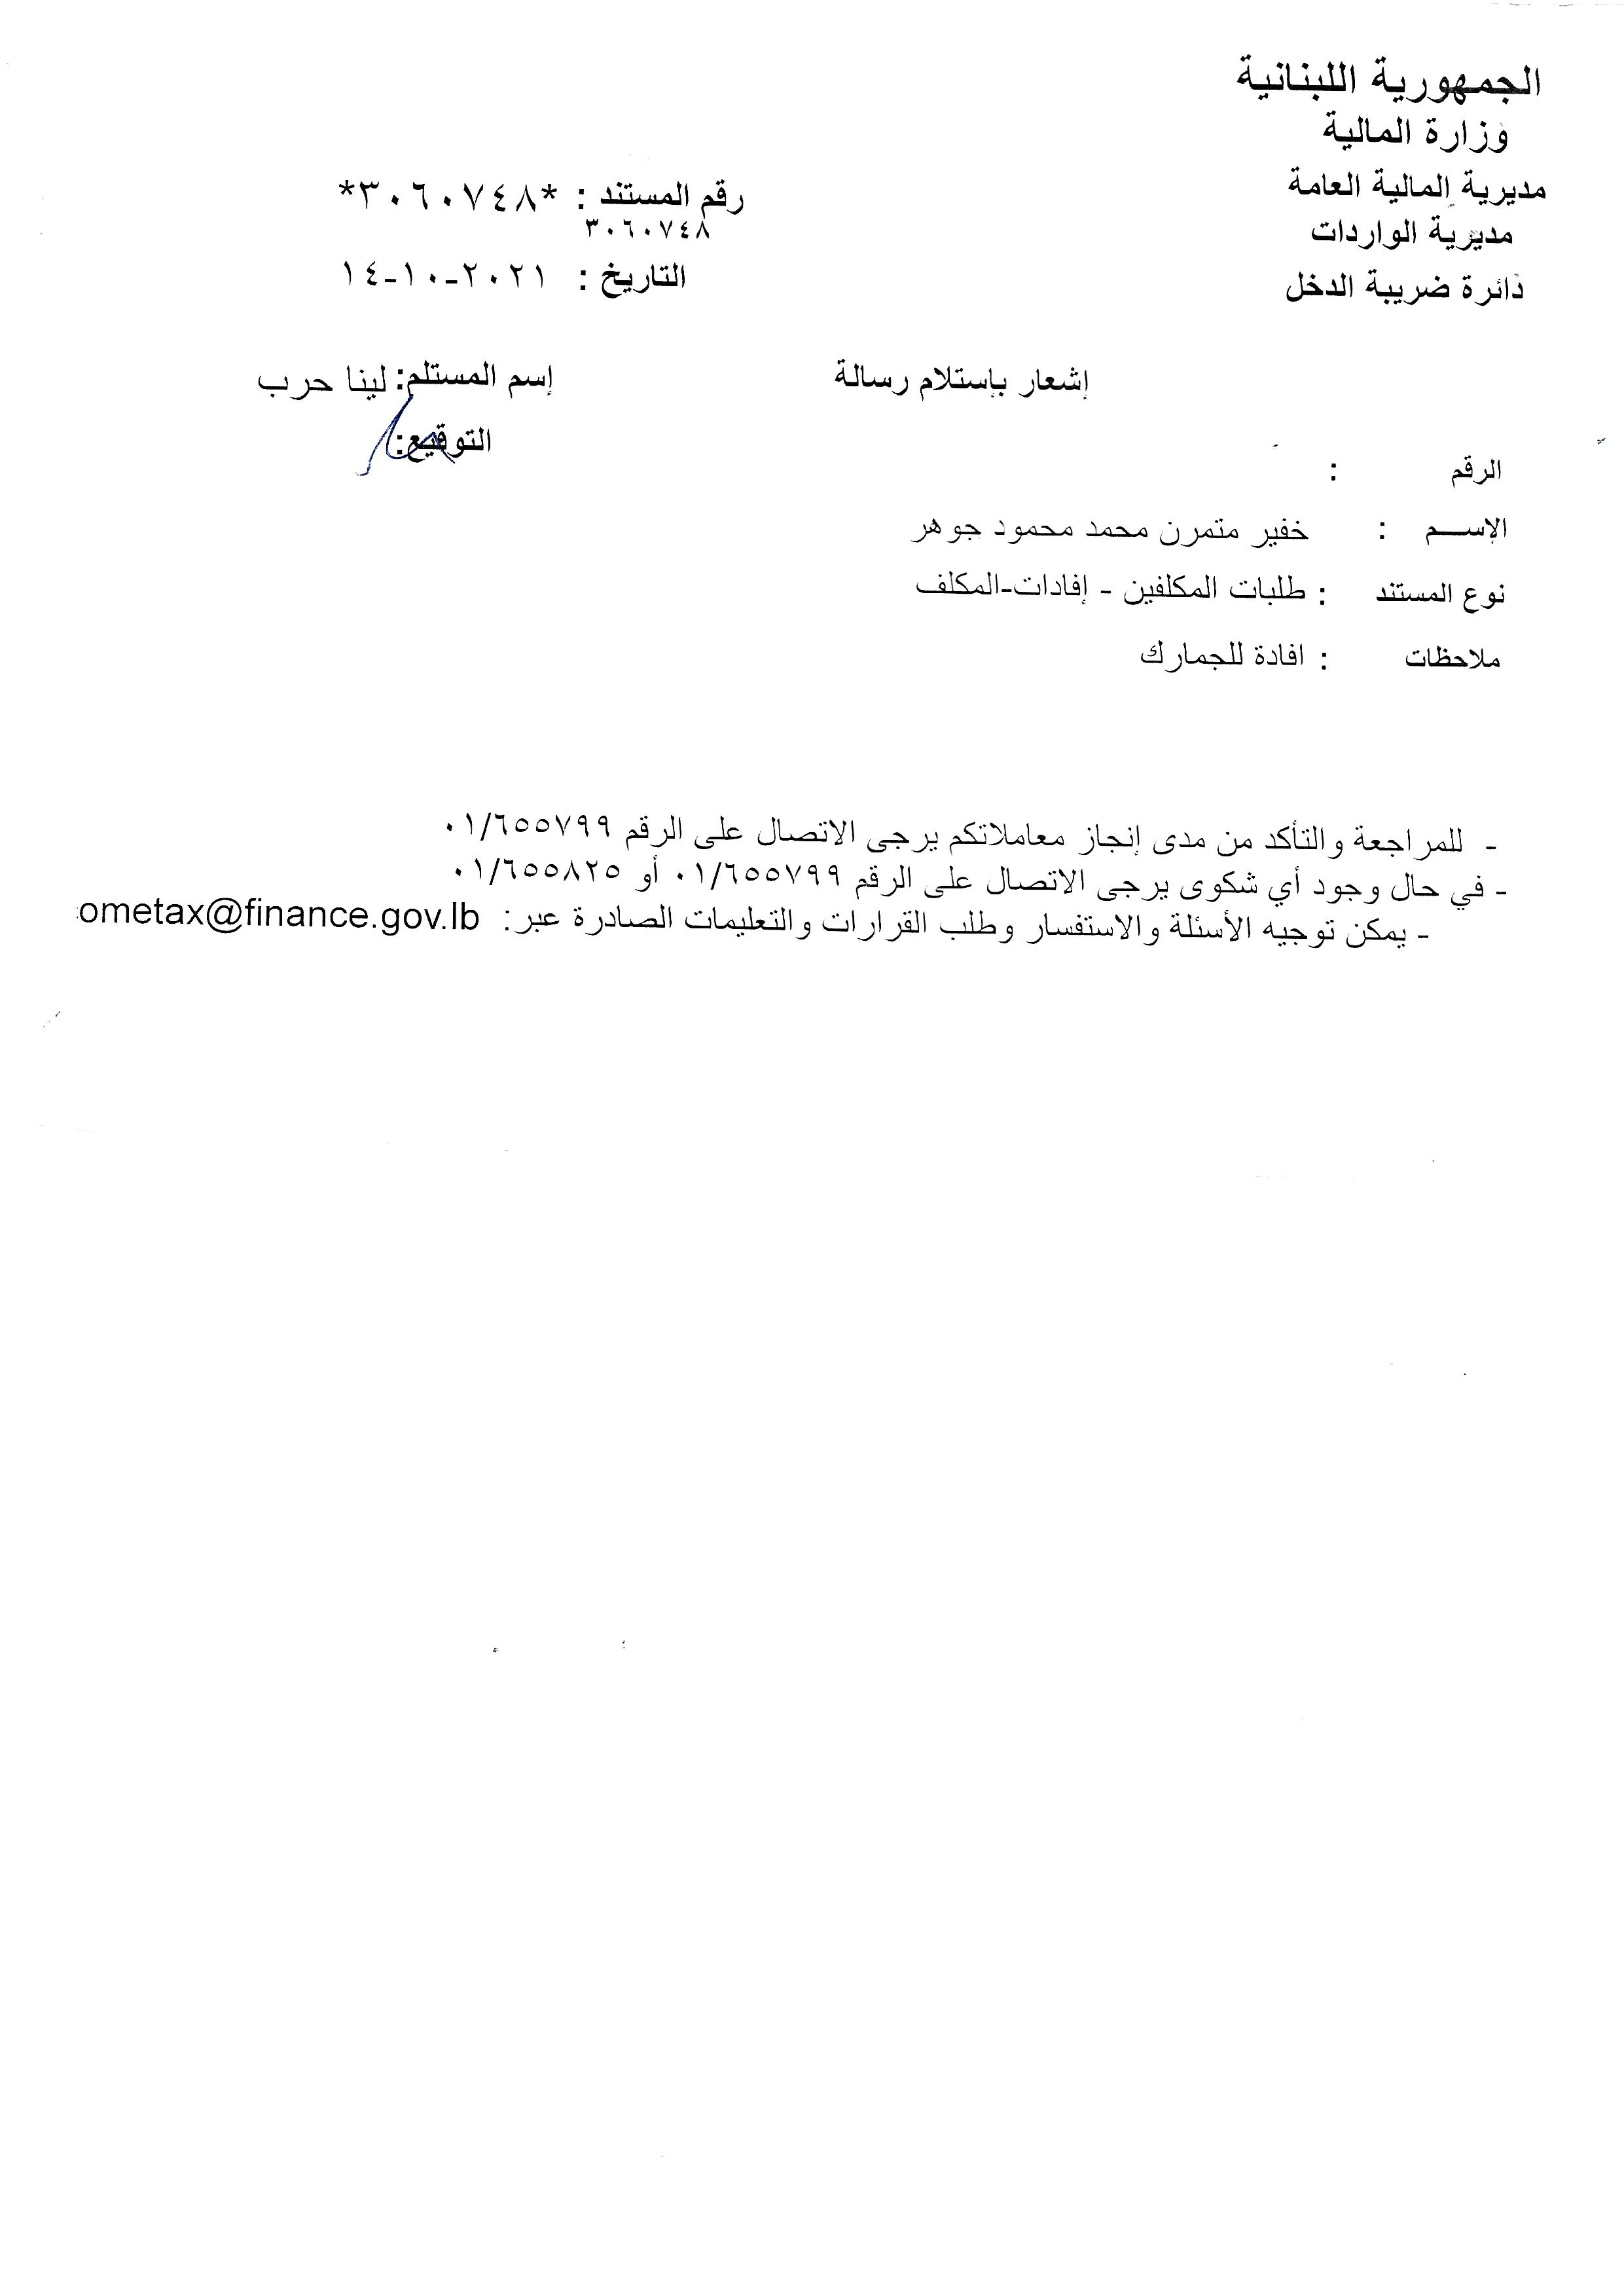 الجمهورية اللبنانية
وزارة المالية
مديرية المالية العامة
مديرية الواردات
دائرة ضريبة الدخل
رقم المستند : *٣٠٦٠٧٤٨*
٣٠٦٠٧٤٨
التاريخ : ١٤-١٠-٢٠٢١
إشعار بإستلام رسالة
إسم المستلم: لينا حرب
التوقيع:
الرقم :
الإســم : خفير متمرن محمد محمود جوهر
نوع المستند : طلبات المكلفين - إفادات-المكلف
ملاحظات : افادة للجمارك
- للمراجعة والتأكد من مدى إنجاز معاملاتكم يرجى الاتصال على الرقم ٠١/٦٥٥٧٩٩
- في حال وجود أي شكوى يرجى الاتصال على الرقم ٠١/٦٥٥٧٩٩ أو ٠١/٦٥٥٨٢٥
- يمكن توجيه الأسئلة والاستفسار وطلب القرارات والتعليمات الصادرة عبر: ometax@finance.gov.lb